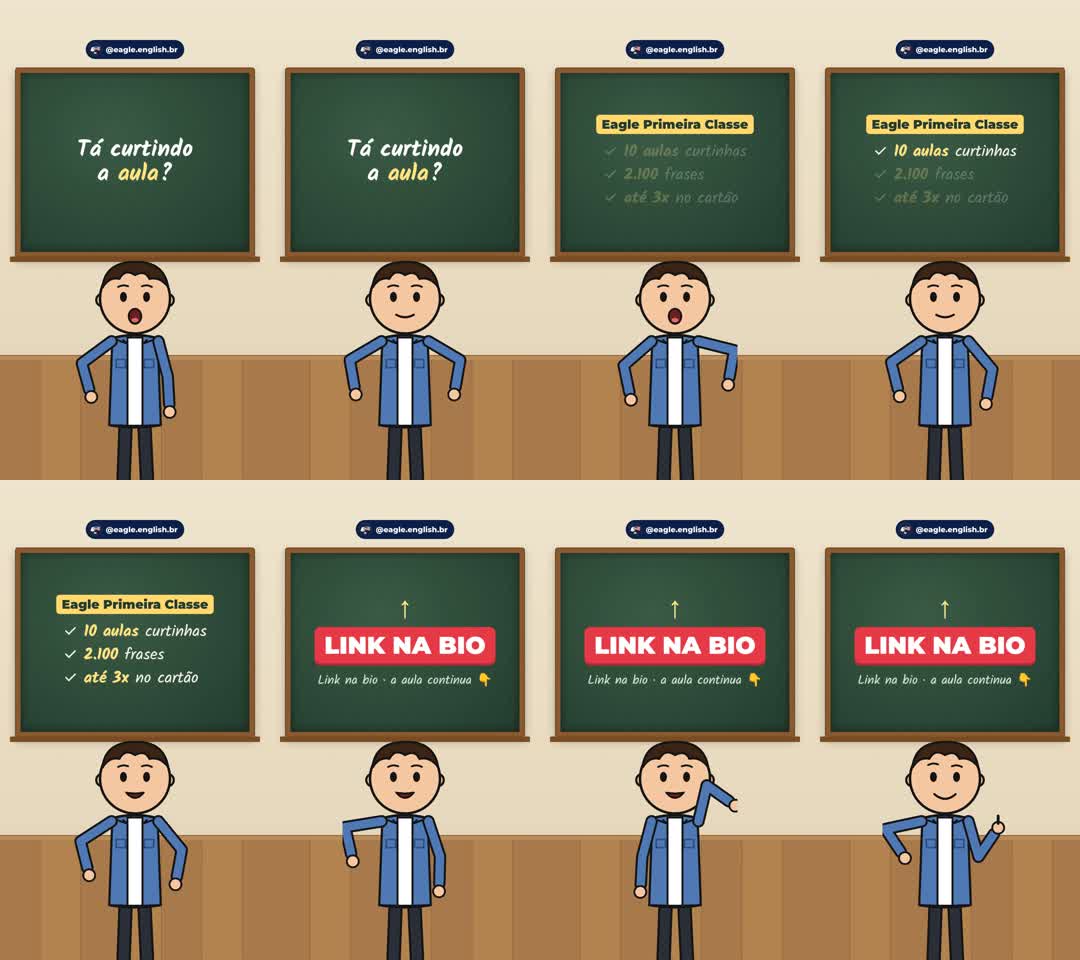 @eagle.english.br
@eagle.english.br
@eagle.english.br
@eagle.english.br
Tá curtindo
a aula?
Tá curtindo
a aula?
Eagle Primeira Classe
✓ 10 aulas curtinhas
✓ 2.100 frases
✓ até 3x no cartão
Eagle Primeira Classe
✓ 10 aulas curtinhas
✓ 2.100 frases
✓ até 3x no cartão
@eagle.english.br
@eagle.english.br
@eagle.english.br
@eagle.english.br
Eagle Primeira Classe
✓ 10 aulas curtinhas
✓ 2.100 frases
✓ até 3x no cartão
↑
LINK NA BIO
Link na bio · a aula continua 👇
↑
LINK NA BIO
Link na bio · a aula continua 👇
↑
LINK NA BIO
Link na bio · a aula continua 👇